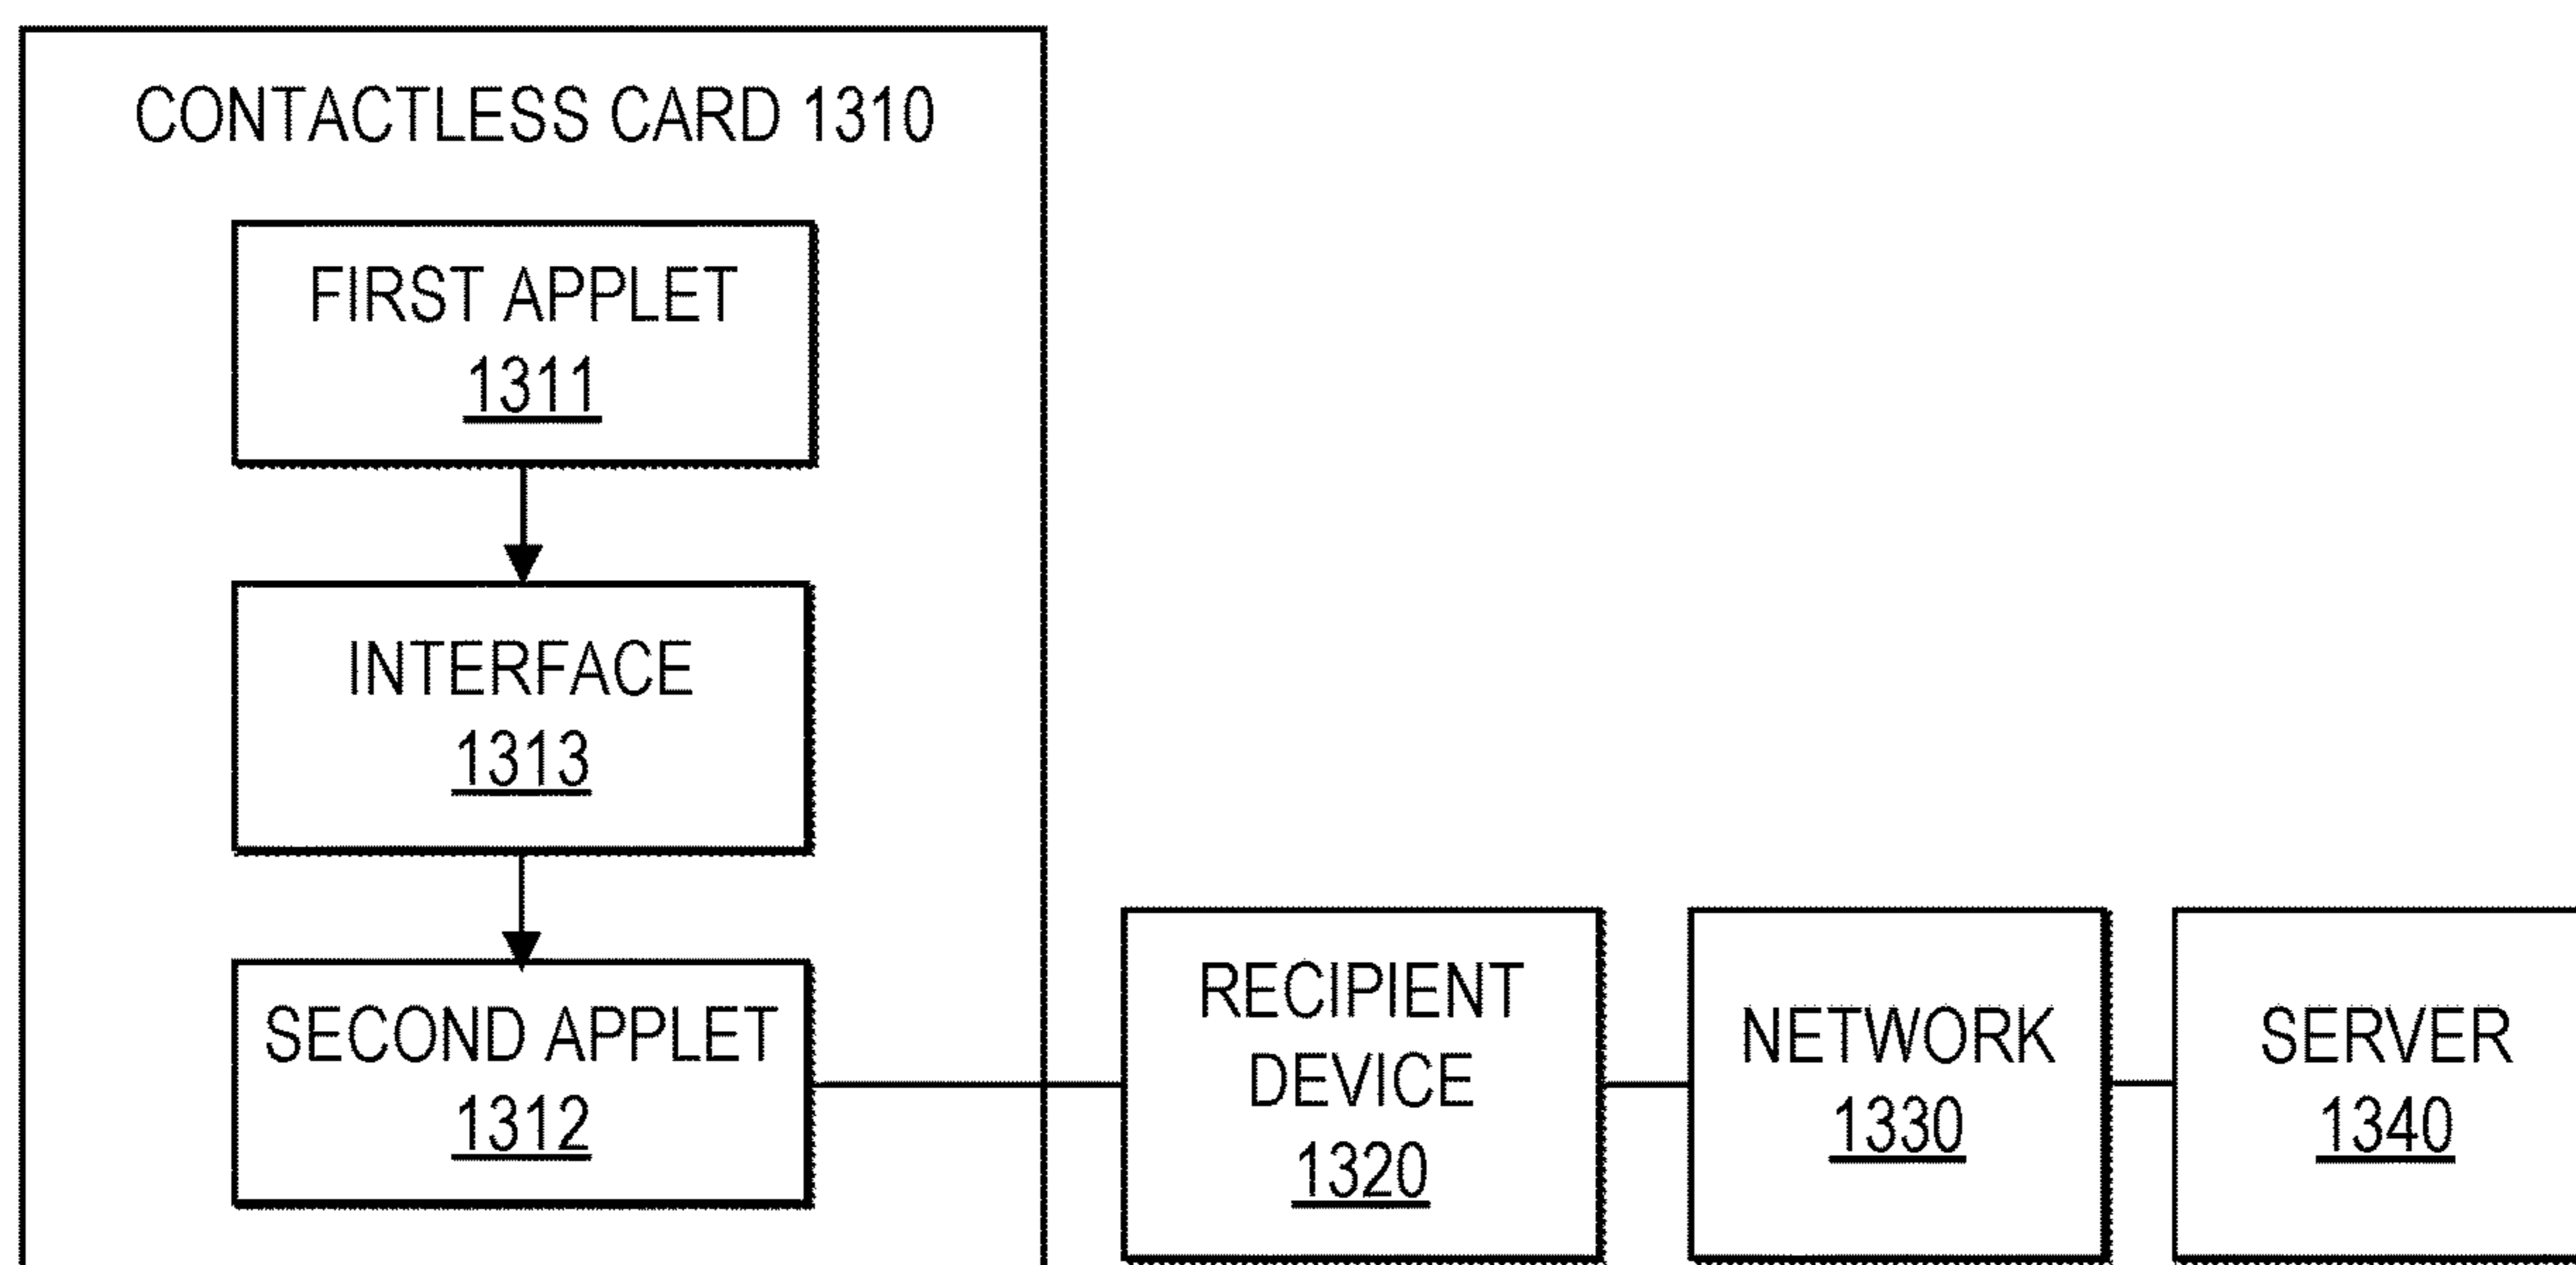 CONTACTLESS CARD 1310
FIRST APPLET
1311
INTERFACE
1313
SECOND APPLET
1312
RECIPIENT
DEVICE
1320
NETWORK
1330
SERVER
1340